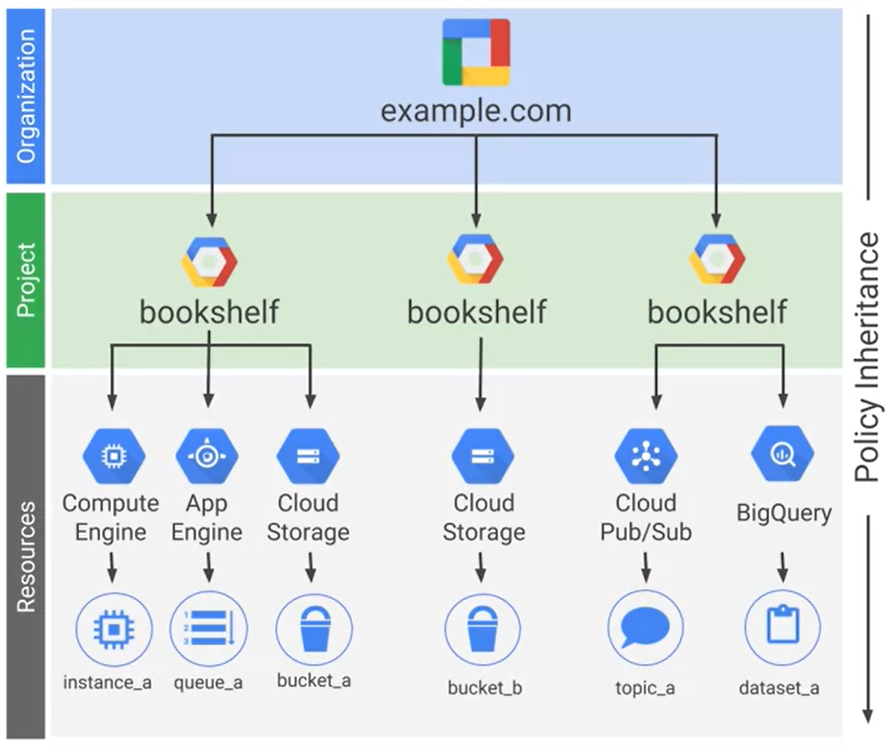 Organization
example.com
Project
bookshelf
bookshelf
bookshelf
Policy Inheritance
Resources
Compute
Engine
App
Engine
Cloud
Storage
Cloud
Storage
Cloud
Pub/Sub
BigQuery
1
2
3
instance_a
queue_a
bucket_a
bucket_b
topic_a
dataset_a